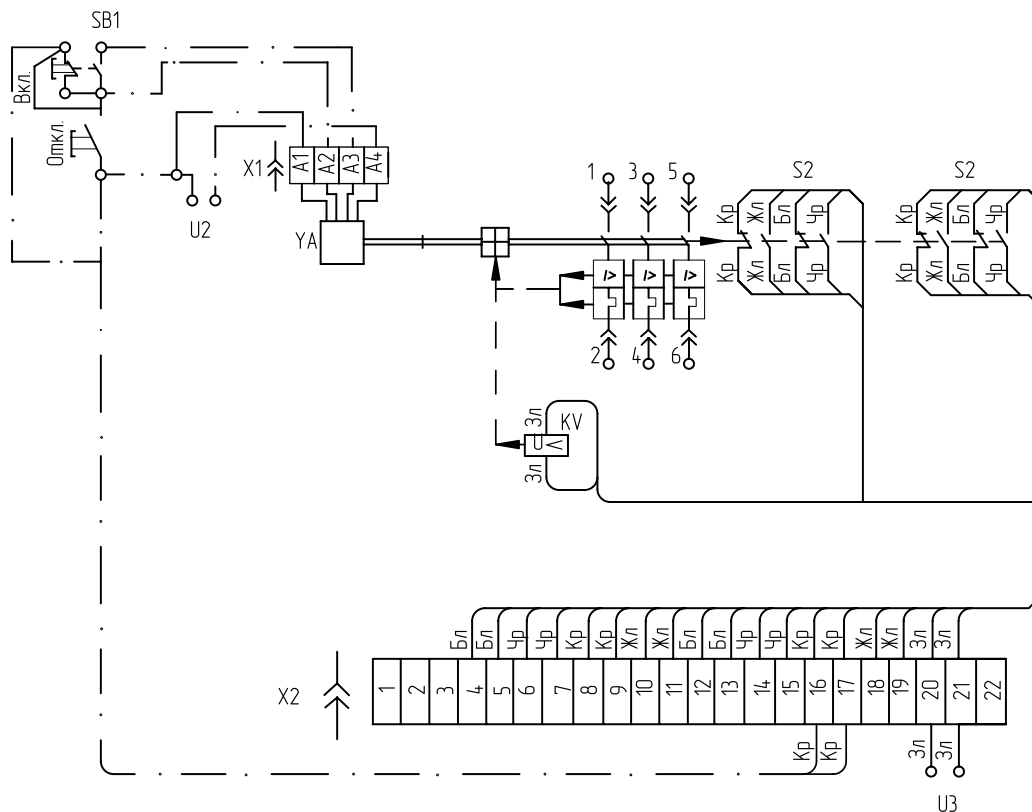 SB1
Вкл.
Откл.
X1
A1 A2 A3 A4
U2
YA
1 3 5
I> I> I>
2 4 6
S2
Кр Жл Бл Чр
Кр Жл Бл Чр
S2
Кр Жл Бл Чр
Кр Жл Бл Чр
Зл
KV
U<
Зл
Бл Бл Чр Чр Кр Кр Жл Жл Бл Бл Чр Чр Кр Кр Жл Жл Зл Зл
X2
1 2 3 4 5 6 7 8 9 10 11 12 13 14 15 16 17 18 19 20 21 22
Кр Кр Зл Зл
U3